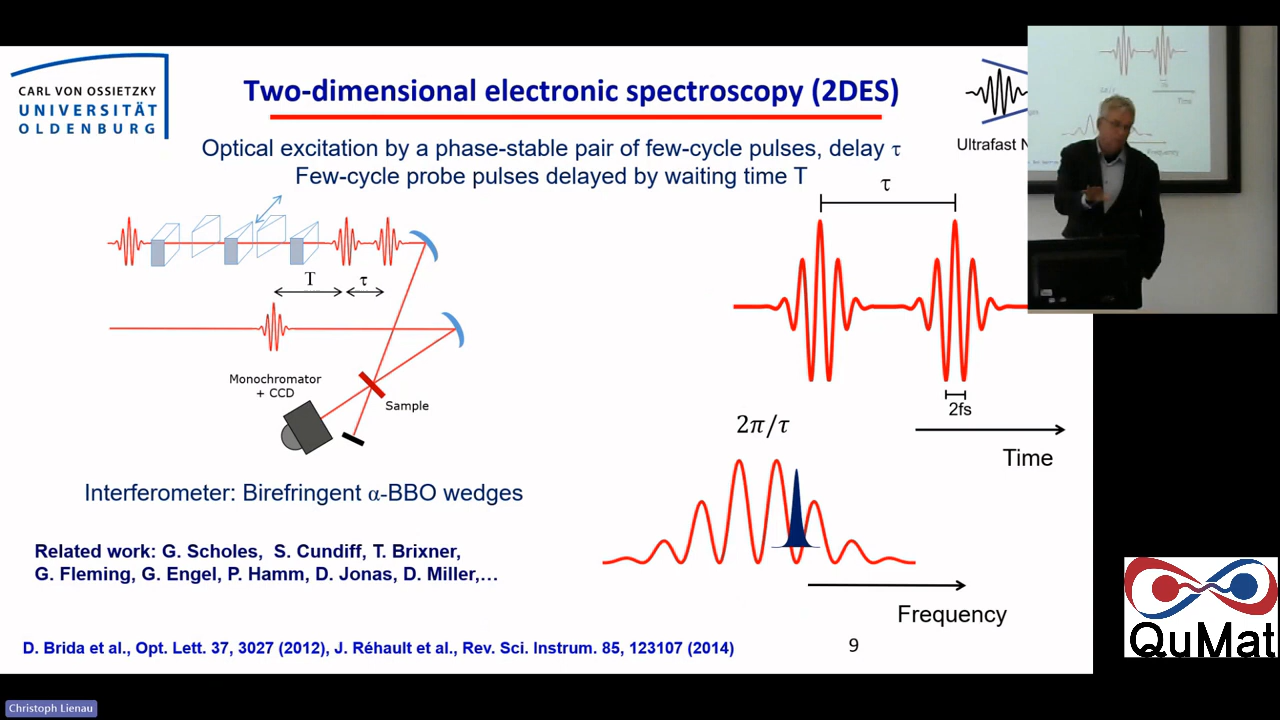 CARL VON OSSIETZKY
UNIVERSITÄT
OLDENBURG
Two-dimensional electronic spectroscopy (2DES)
Ultrafast N
Optical excitation by a phase-stable pair of few-cycle pulses, delay τ
Few-cycle probe pulses delayed by waiting time T
τ
T
τ
Monochromator
+ CCD
Sample
2fs
Time
2π/τ
Frequency
Interferometer: Birefringent α-BBO wedges
Related work: G. Scholes, S. Cundiff, T. Brixner,
G. Fleming, G. Engel, P. Hamm, D. Jonas, D. Miller,…
D. Brida et al., Opt. Lett. 37, 3027 (2012), J. Réhault et al., Rev. Sci. Instrum. 85, 123107 (2014)
9
QuMat
Christoph Lienau
Time
Frequency